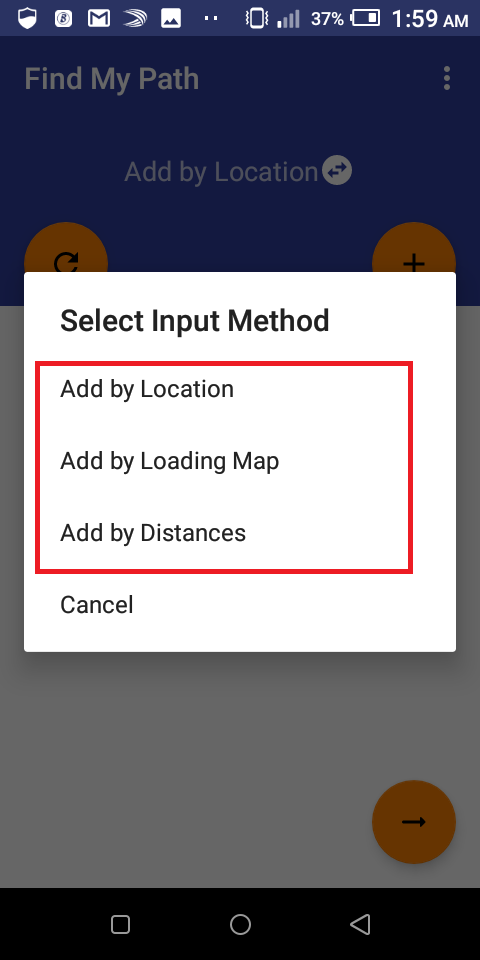 37% 1:59 AM
Find My Path
Add by Location
Select Input Method
Add by Location
Add by Loading Map
Add by Distances
Cancel